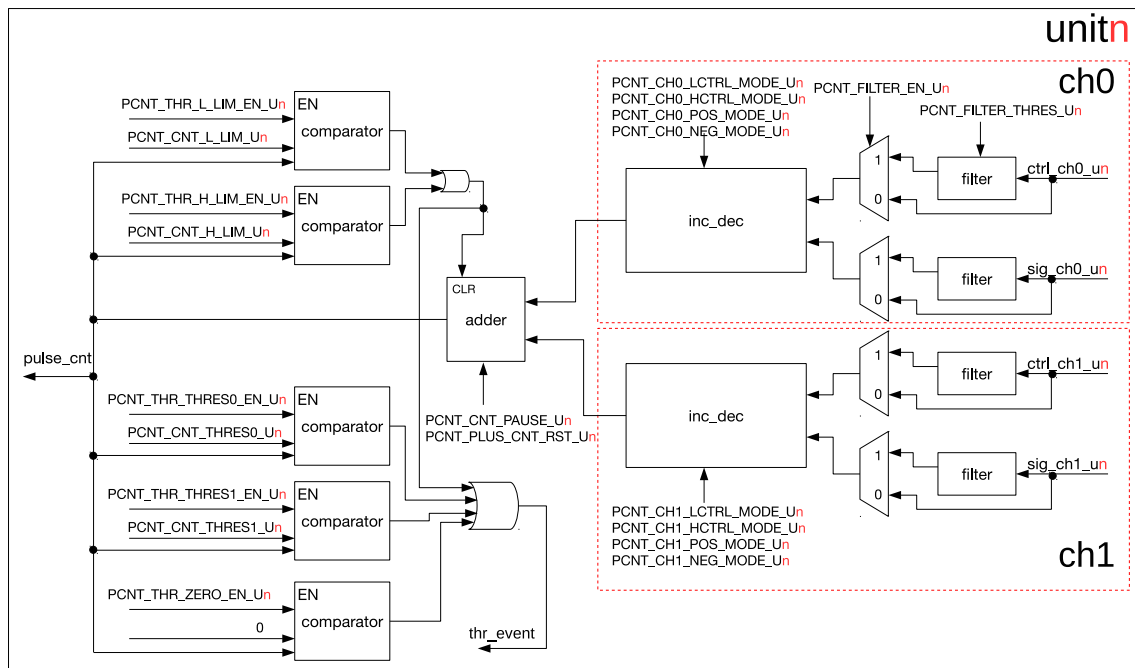 unitn
ch0
PCNT_CH0_LCTRL_MODE_Un
PCNT_CH0_HCTRL_MODE_Un
PCNT_CH0_POS_MODE_Un
PCNT_CH0_NEG_MODE_Un
PCNT_FILTER_EN_Un
PCNT_FILTER_THRES_Un
PCNT_THR_L_LIM_EN_Un
PCNT_CNT_L_LIM_Un
EN
comparator
PCNT_THR_H_LIM_EN_Un
PCNT_CNT_H_LIM_Un
EN
comparator
inc_dec
1
0
filter
ctrl_ch0_un
1
0
filter
sig_ch0_un
CLR
adder
pulse_cnt
PCNT_CNT_PAUSE_Un
PCNT_PLUS_CNT_RST_Un
inc_dec
1
0
filter
ctrl_ch1_un
1
0
filter
sig_ch1_un
PCNT_THR_THRES0_EN_Un
PCNT_CNT_THRES0_Un
EN
comparator
PCNT_THR_THRES1_EN_Un
PCNT_CNT_THRES1_Un
EN
comparator
PCNT_CH1_LCTRL_MODE_Un
PCNT_CH1_HCTRL_MODE_Un
PCNT_CH1_POS_MODE_Un
PCNT_CH1_NEG_MODE_Un
ch1
PCNT_THR_ZERO_EN_Un
0
EN
comparator
thr_event